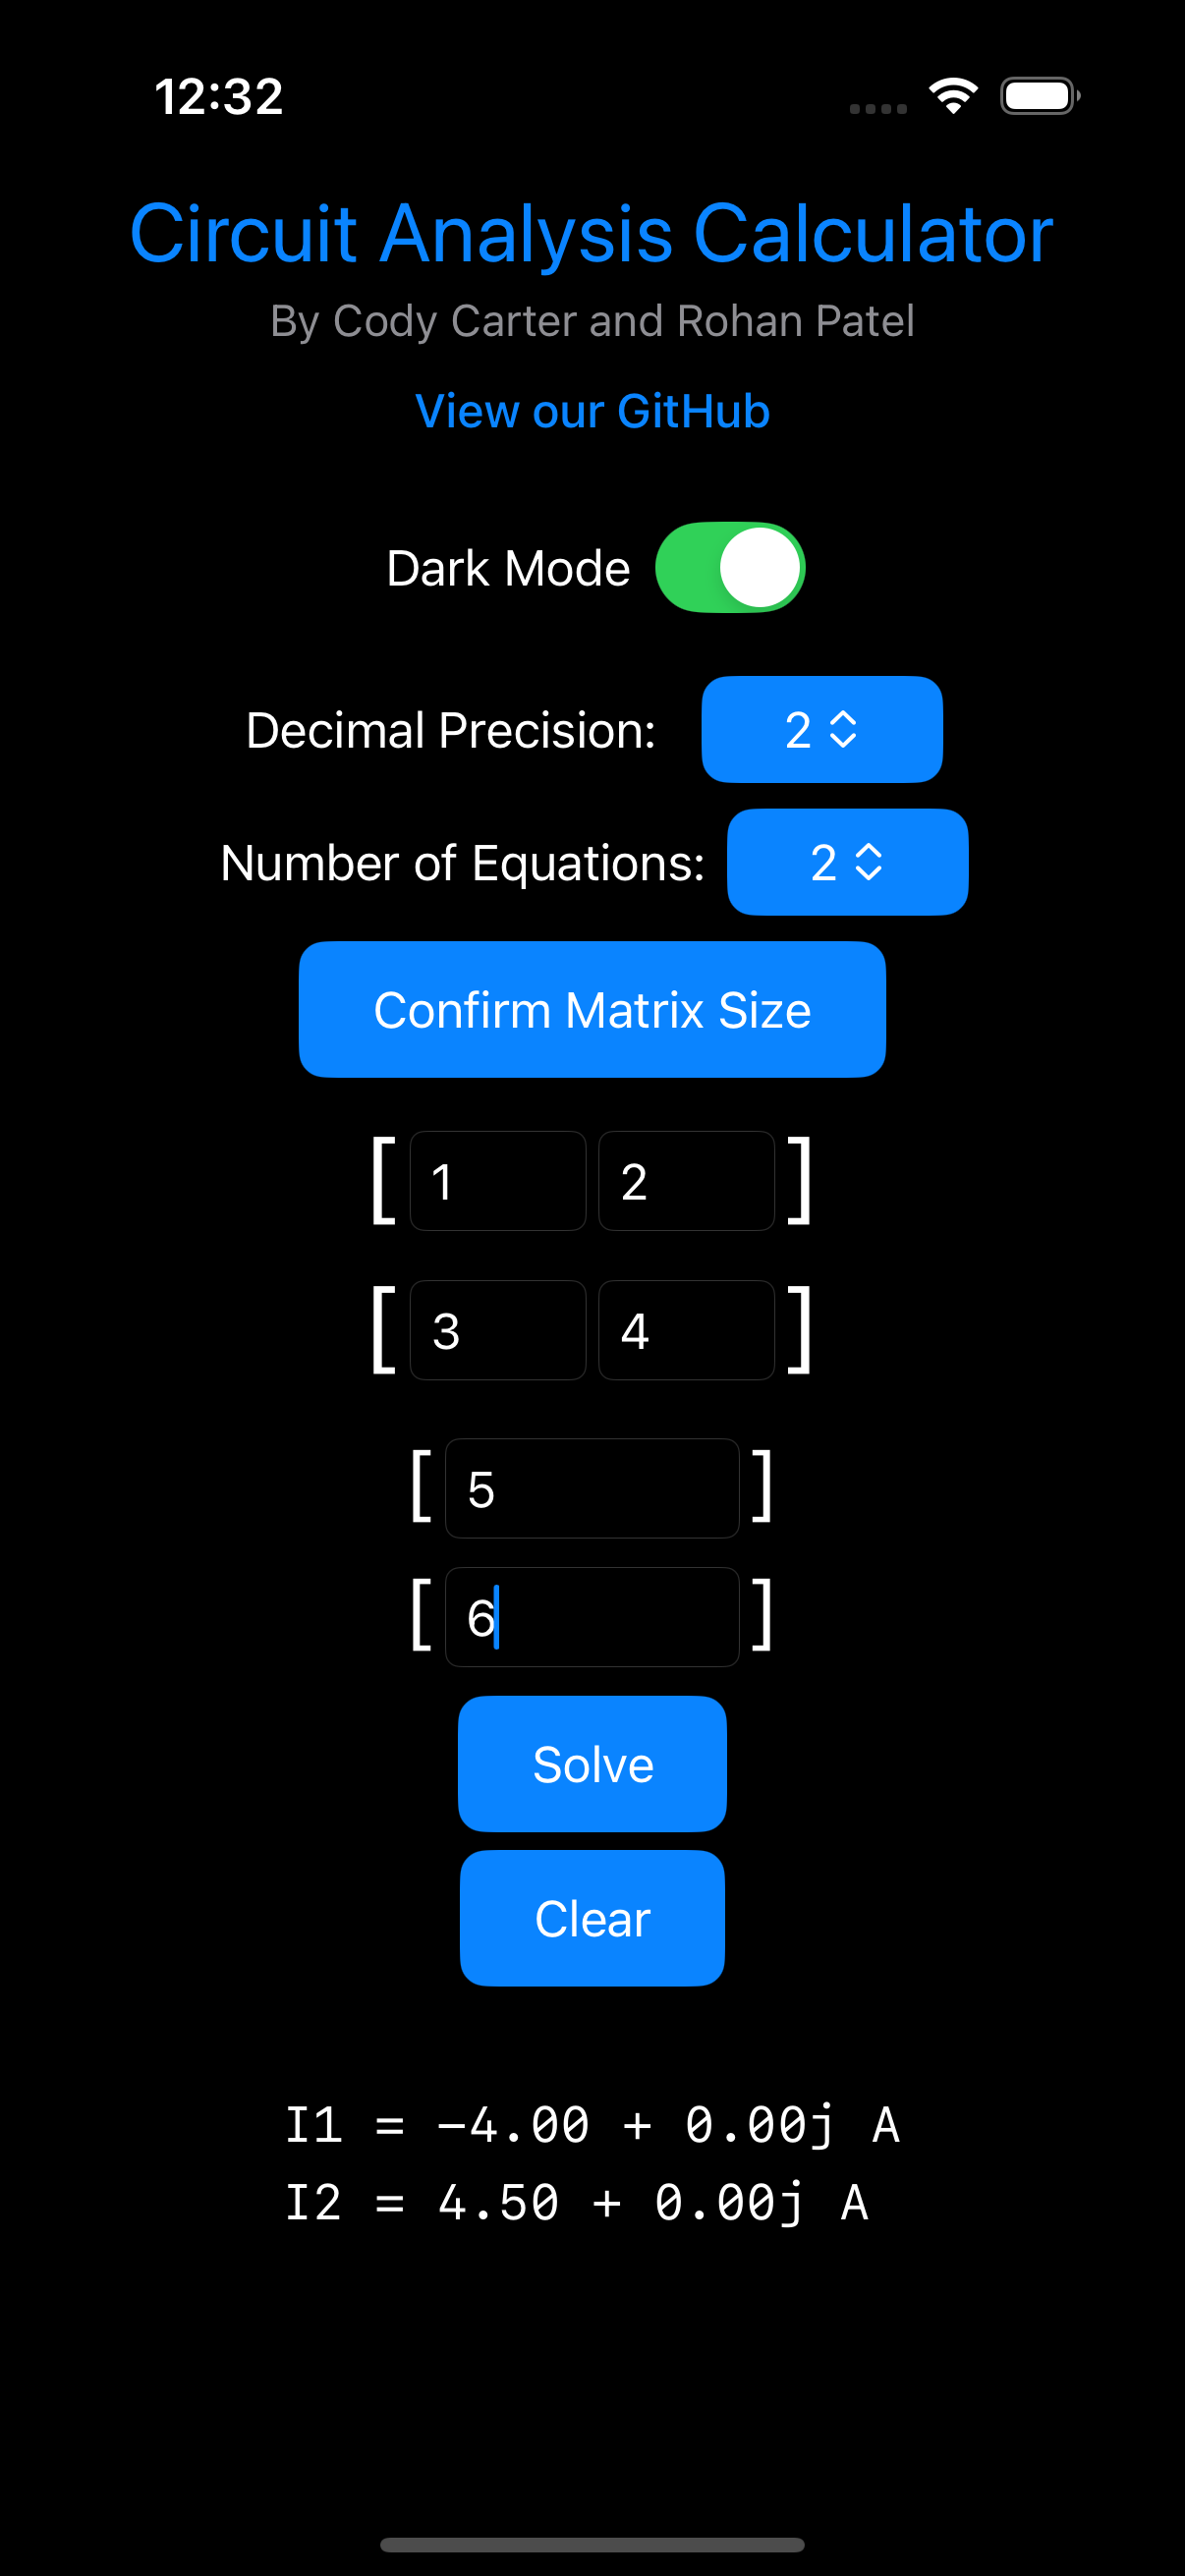 12:32
Circuit Analysis Calculator
By Cody Carter and Rohan Patel
View our GitHub
Dark Mode
Decimal Precision: 2
Number of Equations: 2
Confirm Matrix Size
[ 1 2 ]
[ 3 4 ]
[ 5 ]
[ 6 ]
Solve
Clear
I1 = -4.00 + 0.00j A
I2 = 4.50 + 0.00j A